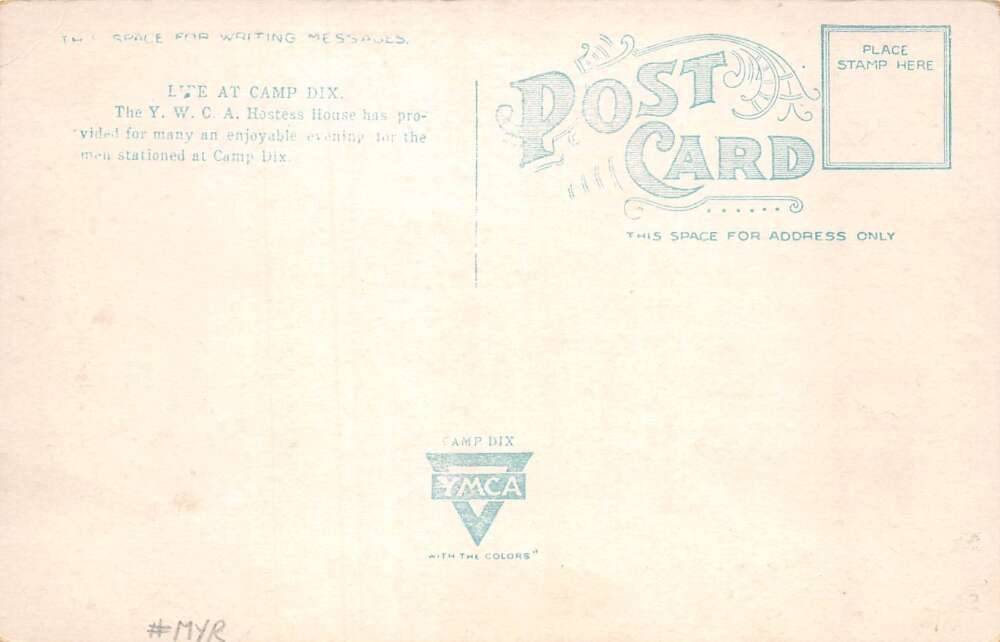 THIS SPACE FOR WRITING MESSAGES.
LIFE AT CAMP DIX.
The Y. W. C. A. Hostess House has pro-
vided for many an enjoyable evening for the
men stationed at Camp Dix.
POST CARD
PLACE
STAMP HERE
THIS SPACE FOR ADDRESS ONLY
CAMP DIX
YMCA
WITH THE COLORS"
#MYR